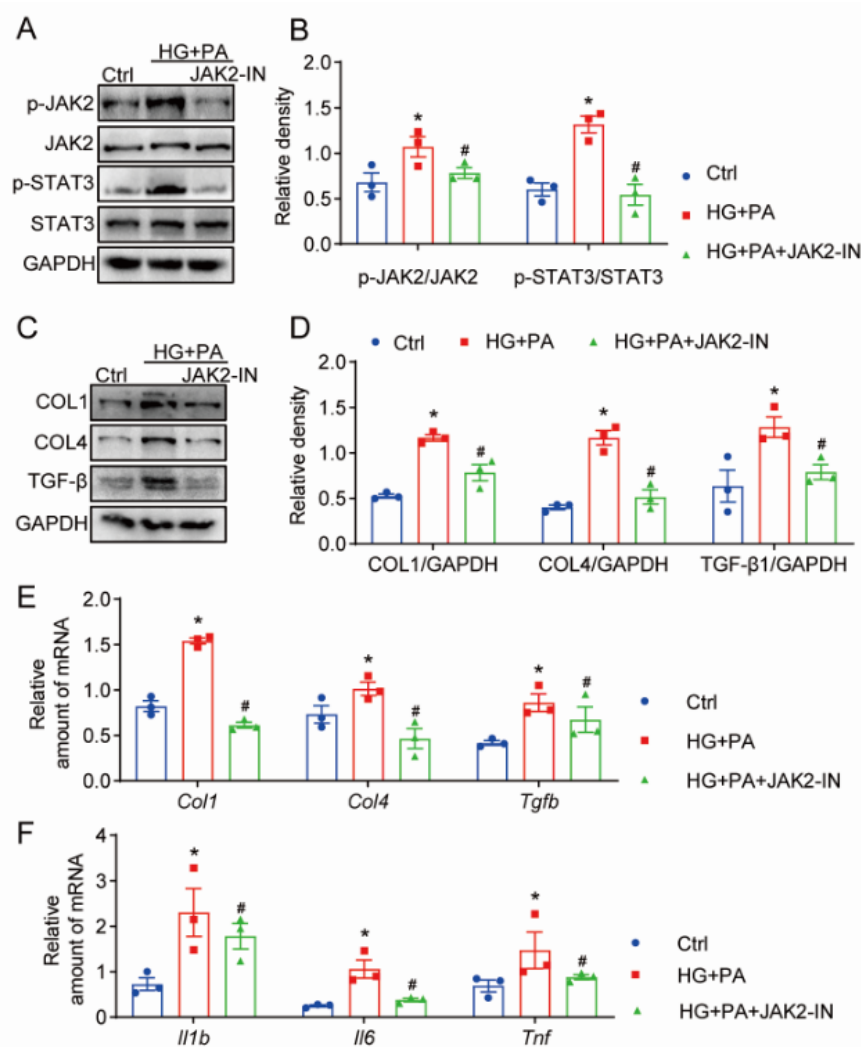 A
HG+PA
Ctrl JAK2-IN
p-JAK2
JAK2
p-STAT3
STAT3
GAPDH
B
Relative density
2.0
1.5
1.0
0.5
0.0
* # * #
p-JAK2/JAK2 p-STAT3/STAT3
Ctrl
HG+PA
HG+PA+JAK2-IN
C
HG+PA
Ctrl JAK2-IN
COL1
COL4
TGF-β
GAPDH
D
Ctrl HG+PA HG+PA+JAK2-IN
Relative density
2.0
1.5
1.0
0.5
0.0
* # * # * #
COL1/GAPDH COL4/GAPDH TGF-β1/GAPDH
E
Relative
amount of mRNA
2.0
1.5
1.0
0.5
0.0
* # * # * #
Col1 Col4 Tgfb
Ctrl
HG+PA
HG+PA+JAK2-IN
F
Relative
amount of mRNA
4
3
2
1
0
* # * # * #
Il1b Il6 Tnf
Ctrl
HG+PA
HG+PA+JAK2-IN